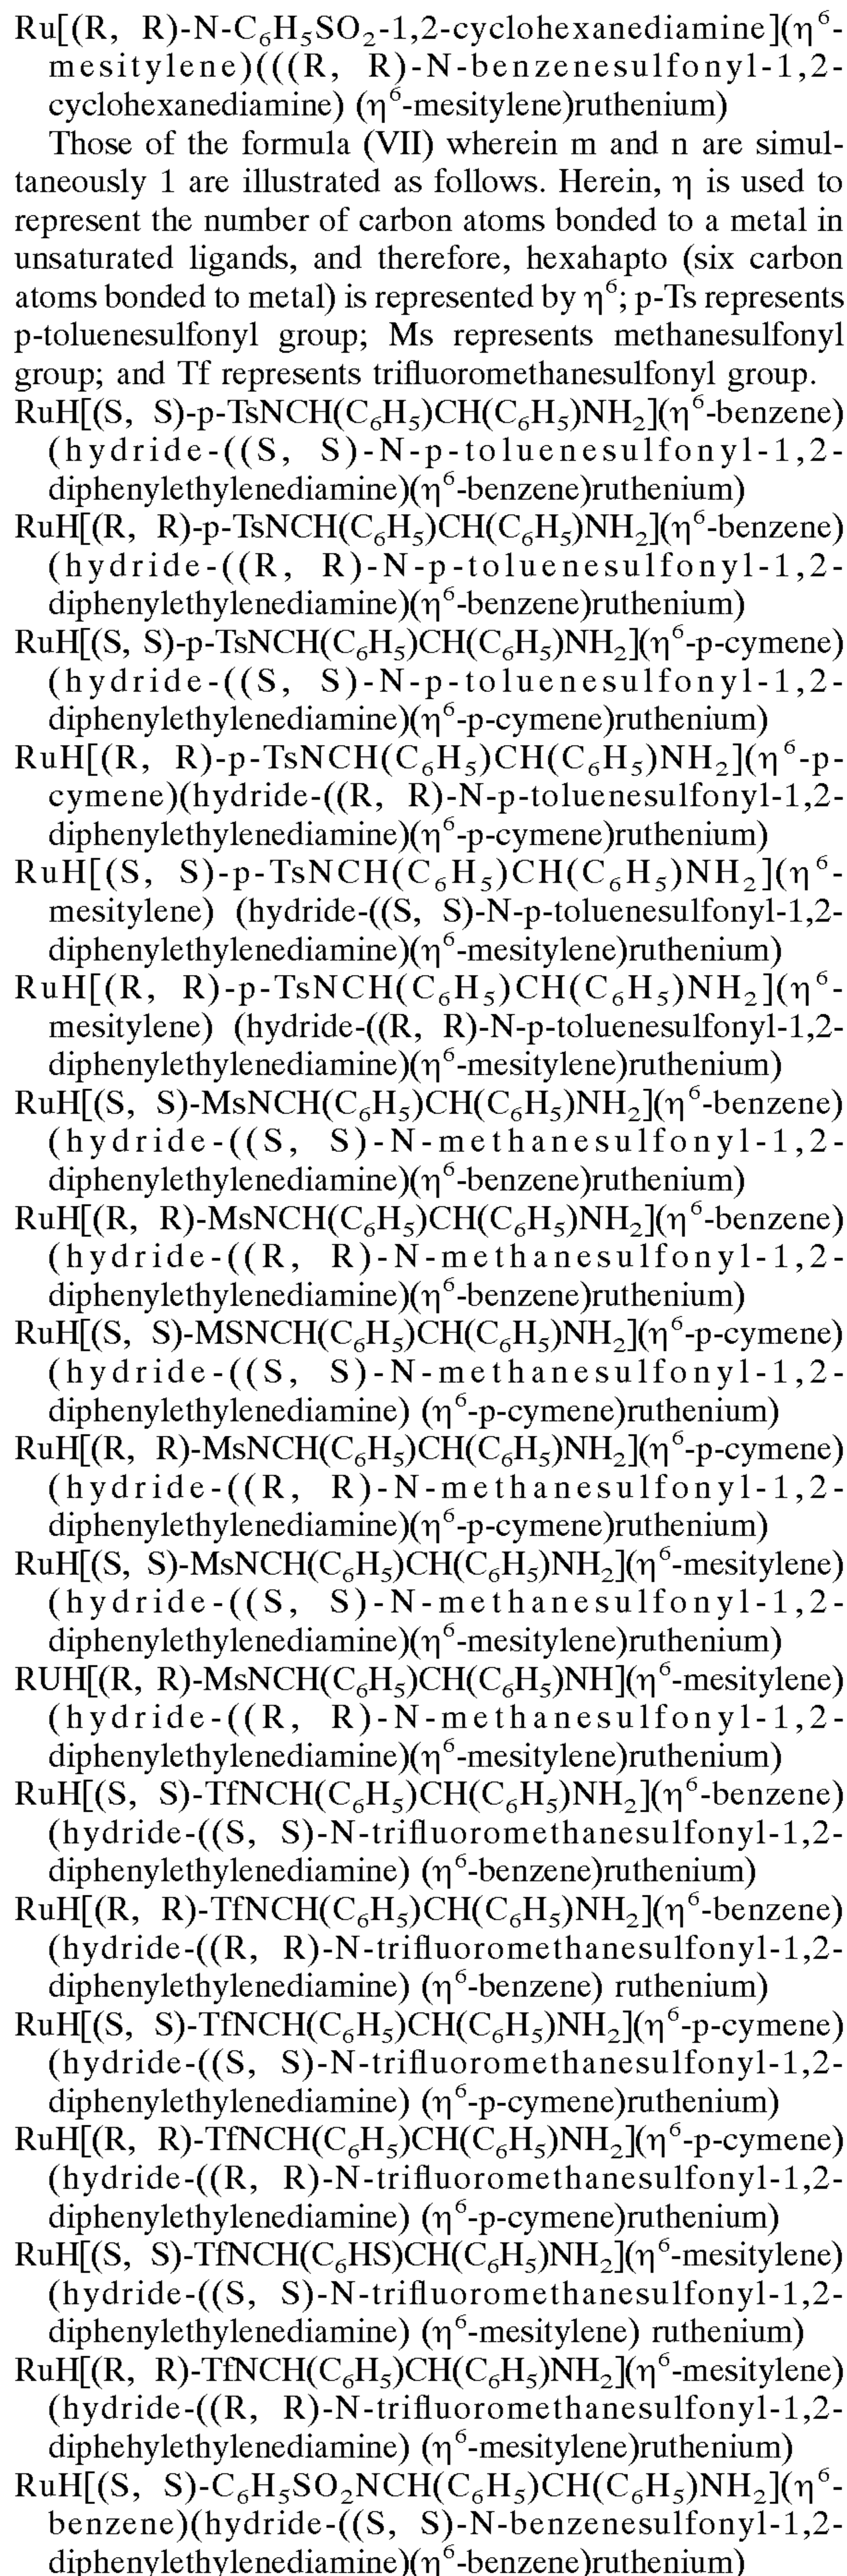 Ru[(R, R)-N-C₆H₅SO₂-1,2-cyclohexanediamine](η⁶-
mesitylene)(((R, R)-N-benzenesulfonyl-1,2-
cyclohexanediamine) (η⁶-mesitylene)ruthenium)
Those of the formula (VII) wherein m and n are simul-
taneously 1 are illustrated as follows. Herein, η is used to
represent the number of carbon atoms bonded to a metal in
unsaturated ligands, and therefore, hexahapto (six carbon
atoms bonded to metal) is represented by η⁶; p-Ts represents
p-toluenesulfonyl group; Ms represents methanesulfonyl
group; and Tf represents trifluoromethanesulfonyl group.
RuH[(S, S)-p-TsNCH(C₆H₅)CH(C₆H₅)NH₂](η⁶-benzene)
(hydride-((S, S)-N-p-toluenesulfonyl-1,2-
diphenylethylenediamine)(η⁶-benzene)ruthenium)
RuH[(R, R)-p-TsNCH(C₆H₅)CH(C₆H₅)NH₂](η⁶-benzene)
(hydride-((R, R)-N-p-toluenesulfonyl-1,2-
diphenylethylenediamine)(η⁶-benzene)ruthenium)
RuH[(S, S)-p-TsNCH(C₆H₅)CH(C₆H₅)NH₂](η⁶-p-cymene)
(hydride-((S, S)-N-p-toluenesulfonyl-1,2-
diphenylethylenediamine)(η⁶-p-cymene)ruthenium)
RuH[(R, R)-p-TsNCH(C₆H₅)CH(C₆H₅)NH₂](η⁶-p-
cymene)(hydride-((R, R)-N-p-toluenesulfonyl-1,2-
diphenylethylenediamine)(η⁶-p-cymene)ruthenium)
RuH[(S, S)-p-TsNCH(C₆H₅)CH(C₆H₅)NH₂](η⁶-
mesitylene) (hydride-((S, S)-N-p-toluenesulfonyl-1,2-
diphenylethylenediamine)(η⁶-mesitylene)ruthenium)
RuH[(R, R)-p-TsNCH(C₆H₅)CH(C₆H₅)NH₂](η⁶-
mesitylene) (hydride-((R, R)-N-p-toluenesulfonyl-1,2-
diphenylethylenediamine)(η⁶-mesitylene)ruthenium)
RuH[(S, S)-MsNCH(C₆H₅)CH(C₆H₅)NH₂](η⁶-benzene)
(hydride-((S, S)-N-methanesulfonyl-1,2-
diphenylethylenediamine)(η⁶-benzene)ruthenium)
RuH[(R, R)-MsNCH(C₆H₅)CH(C₆H₅)NH₂](η⁶-benzene)
(hydride-((R, R)-N-methanesulfonyl-1,2-
diphenylethylenediamine)(η⁶-benzene)ruthenium)
RuH[(S, S)-MSNCH(C₆H₅)CH(C₆H₅)NH₂](η⁶-p-cymene)
(hydride-((S, S)-N-methanesulfonyl-1,2-
diphenylethylenediamine) (η⁶-p-cymene)ruthenium)
RuH[(R, R)-MsNCH(C₆H₅)CH(C₆H₅)NH₂](η⁶-p-cymene)
(hydride-((R, R)-N-methanesulfonyl-1,2-
diphenylethylenediamine)(η⁶-p-cymene)ruthenium)
RuH[(S, S)-MsNCH(C₆H₅)CH(C₆H₅)NH₂](η⁶-mesitylene)
(hydride-((S, S)-N-methanesulfonyl-1,2-
diphenylethylenediamine)(η⁶-mesitylene)ruthenium)
RUH[(R, R)-MsNCH(C₆H₅)CH(C₆H₅)NH](η⁶-mesitylene)
(hydride-((R, R)-N-methanesulfonyl-1,2-
diphenylethylenediamine)(η⁶-mesitylene)ruthenium)
RuH[(S, S)-TfNCH(C₆H₅)CH(C₆H₅)NH₂](η⁶-benzene)
(hydride-((S, S)-N-trifluoromethanesulfonyl-1,2-
diphenylethylenediamine) (η⁶-benzene)ruthenium)
RuH[(R, R)-TfNCH(C₆H₅)CH(C₆H₅)NH₂](η⁶-benzene)
(hydride-((R, R)-N-trifluoromethanesulfonyl-1,2-
diphenylethylenediamine) (η⁶-benzene) ruthenium)
RuH[(S, S)-TfNCH(C₆H₅)CH(C₆H₅)NH₂](η⁶-p-cymene)
(hydride-((S, S)-N-trifluoromethanesulfonyl-1,2-
diphenylethylenediamine) (η⁶-p-cymene)ruthenium)
RuH[(R, R)-TfNCH(C₆H₅)CH(C₆H₅)NH₂](η⁶-p-cymene)
(hydride-((R, R)-N-trifluoromethanesulfonyl-1,2-
diphenylethylenediamine) (η⁶-p-cymene)ruthenium)
RuH[(S, S)-TfNCH(C₆HS)CH(C₆H₅)NH₂](η⁶-mesitylene)
(hydride-((S, S)-N-trifluoromethanesulfonyl-1,2-
diphenylethylenediamine) (η⁶-mesitylene) ruthenium)
RuH[(R, R)-TfNCH(C₆H₅)CH(C₆H₅)NH₂](η⁶-mesitylene)
(hydride-((R, R)-N-trifluoromethanesulfonyl-1,2-
diphehylethylenediamine) (η⁶-mesitylene)ruthenium)
RuH[(S, S)-C₆H₅SO₂NCH(C₆H₅)CH(C₆H₅)NH₂](η⁶-
benzene)(hydride-((S, S)-N-benzenesulfonyl-1,2-
diphenylethylenediamine)(η⁶-benzene)ruthenium)